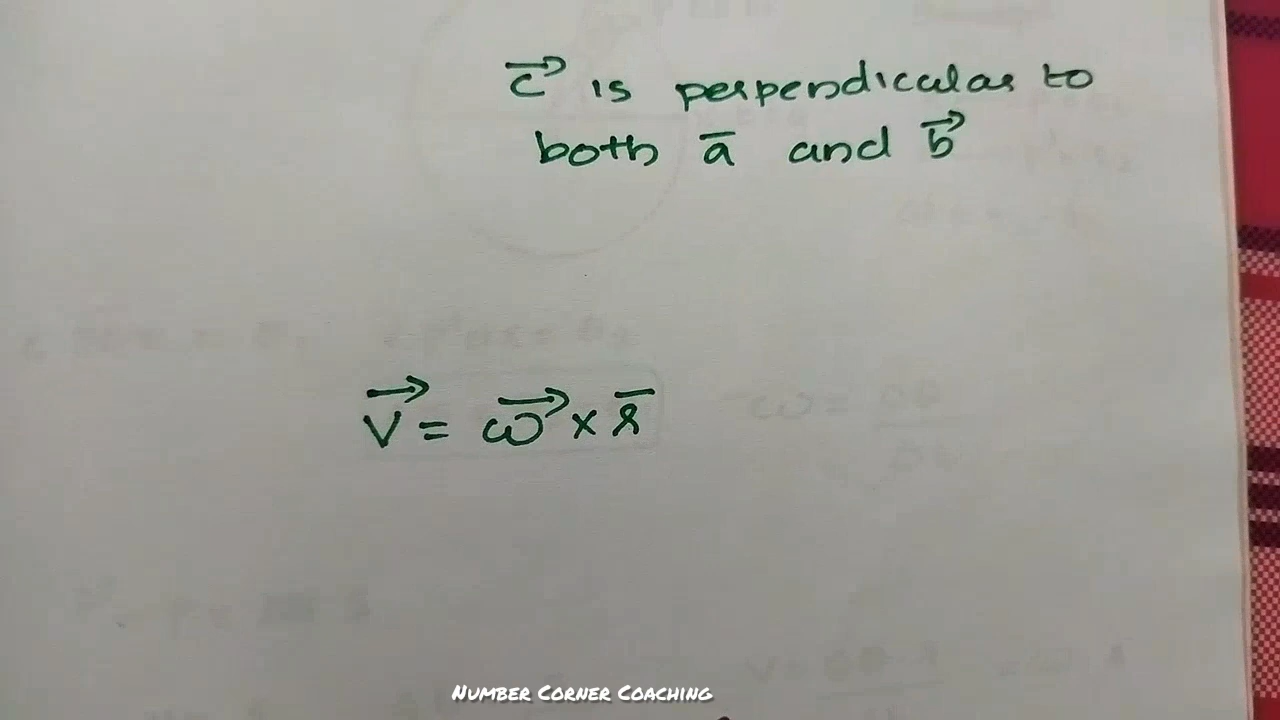 c⃗ is perpendicular to
both a̅ and b⃗
v⃗ = ω⃗ × r̅
NUMBER CORNER COACHING